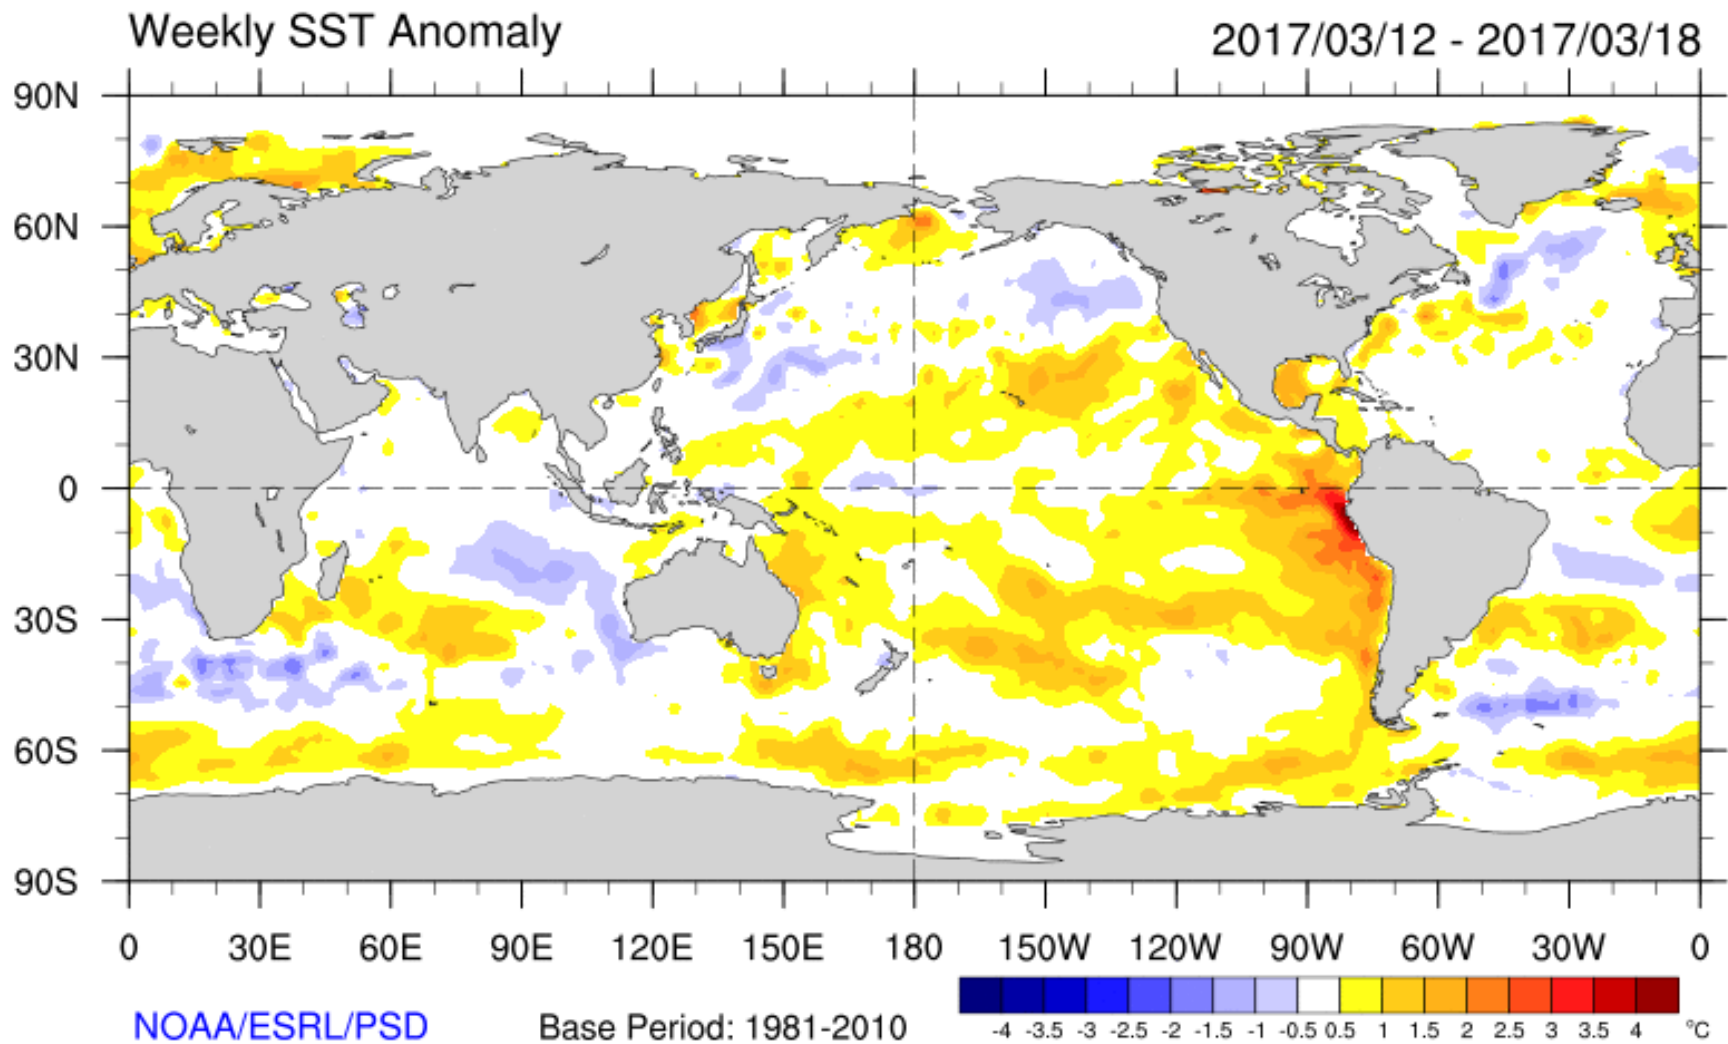 Weekly SST Anomaly
2017/03/12 - 2017/03/18
90N
60N
30N
0
30S
60S
90S
0 30E 60E 90E 120E 150E 180 150W 120W 90W 60W 30W 0
NOAA/ESRL/PSD
Base Period: 1981-2010
-4 -3.5 -3 -2.5 -2 -1.5 -1 -0.5 0.5 1 1.5 2 2.5 3 3.5 4 °C